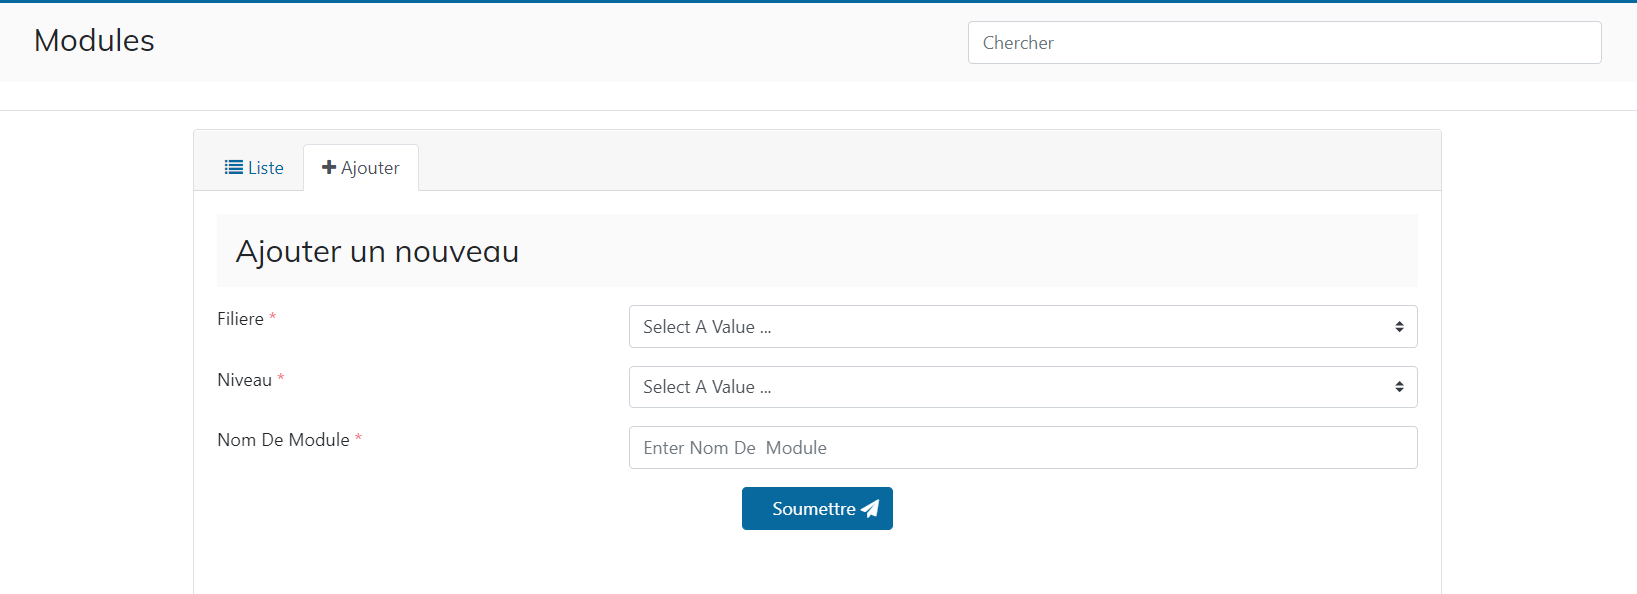 Modules
Chercher
Liste
Ajouter
Ajouter un nouveau
Filiere *
Select A Value ...
Niveau *
Select A Value ...
Nom De Module *
Enter Nom De  Module
Soumettre